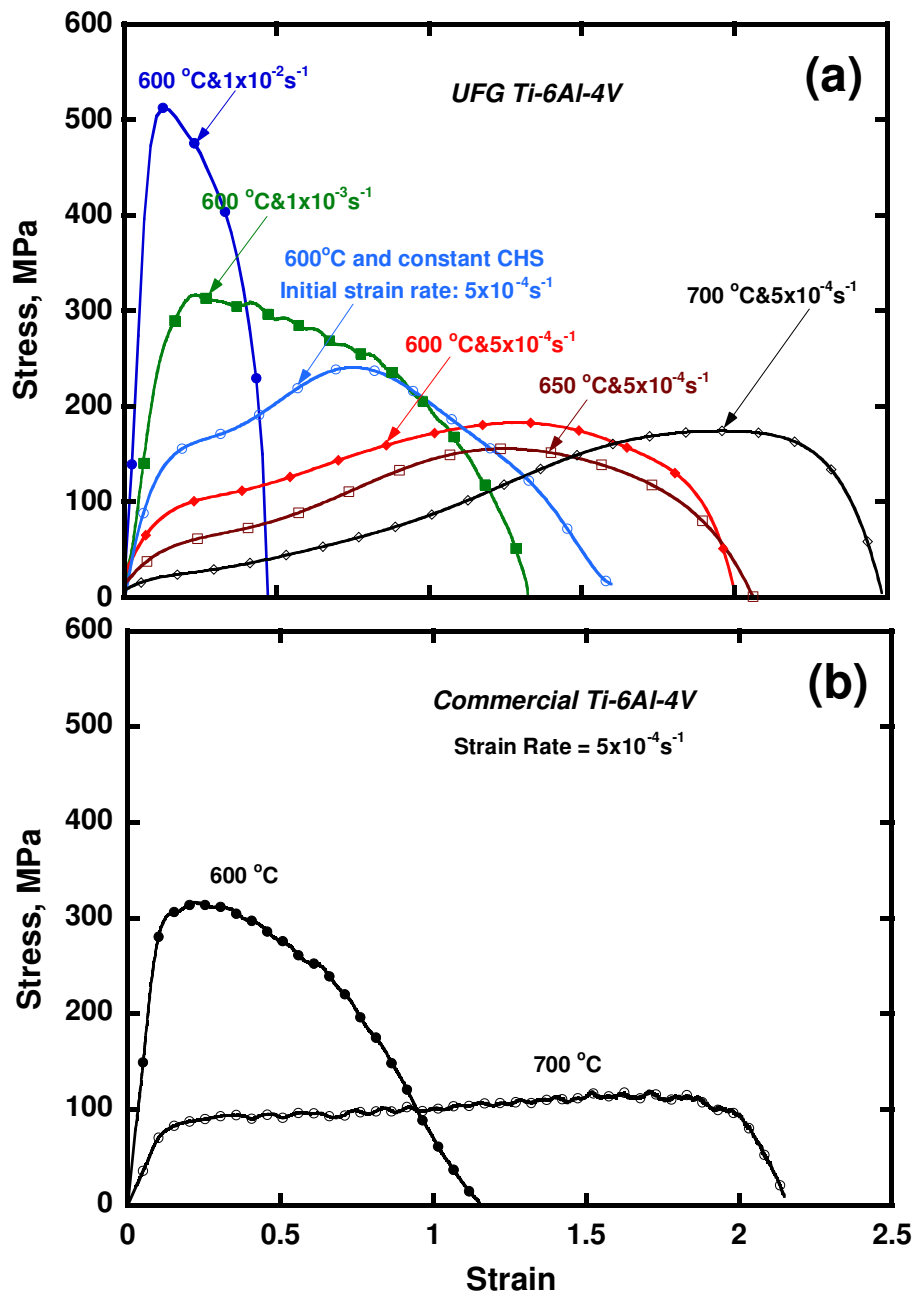 600
(a)
600 °C&1x10⁻²s⁻¹
UFG Ti-6Al-4V
500
400
600 °C&1x10⁻³s⁻¹
600°C and constant CHS
Initial strain rate: 5x10⁻⁴s⁻¹
700 °C&5x10⁻⁴s⁻¹
300
600 °C&5x10⁻⁴s⁻¹
650 °C&5x10⁻⁴s⁻¹
200
100
0
Stress, MPa
600
(b)
Commercial Ti-6Al-4V
Strain Rate = 5x10⁻⁴s⁻¹
500
400
600 °C
300
200
700 °C
100
0
Stress, MPa
0 0.5 1 1.5 2 2.5
Strain